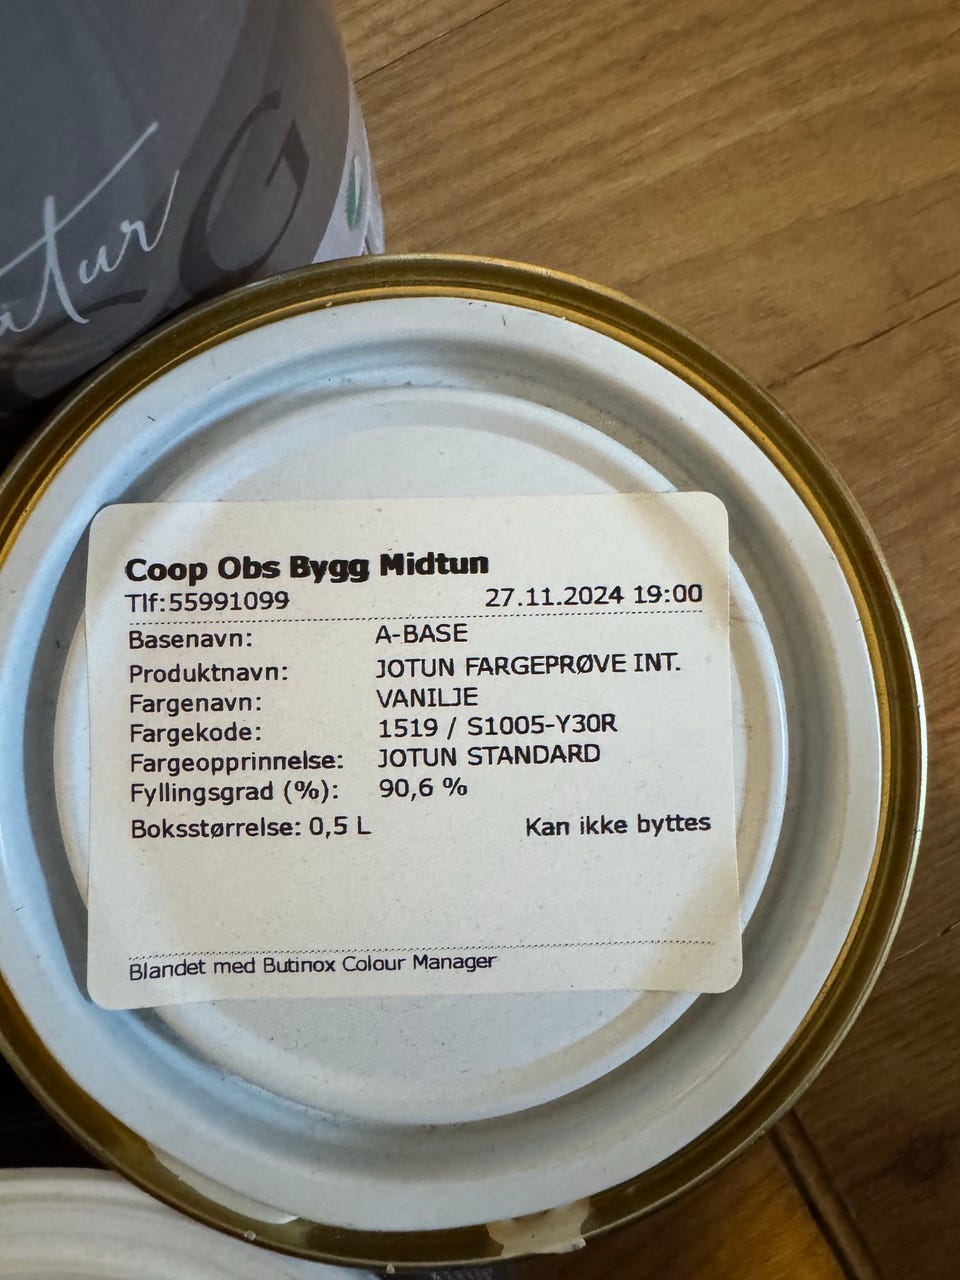 Coop Obs Bygg Midtun
Tlf:55991099 27.11.2024 19:00
Basenavn: A-BASE
Produktnavn: JOTUN FARGEPRØVE INT.
Fargenavn: VANILJE
Fargekode: 1519 / S1005-Y30R
Fargeopprinnelse: JOTUN STANDARD
Fyllingsgrad (%): 90,6 %
Boksstørrelse: 0,5 L Kan ikke byttes
Blandet med Butinox Colour Manager